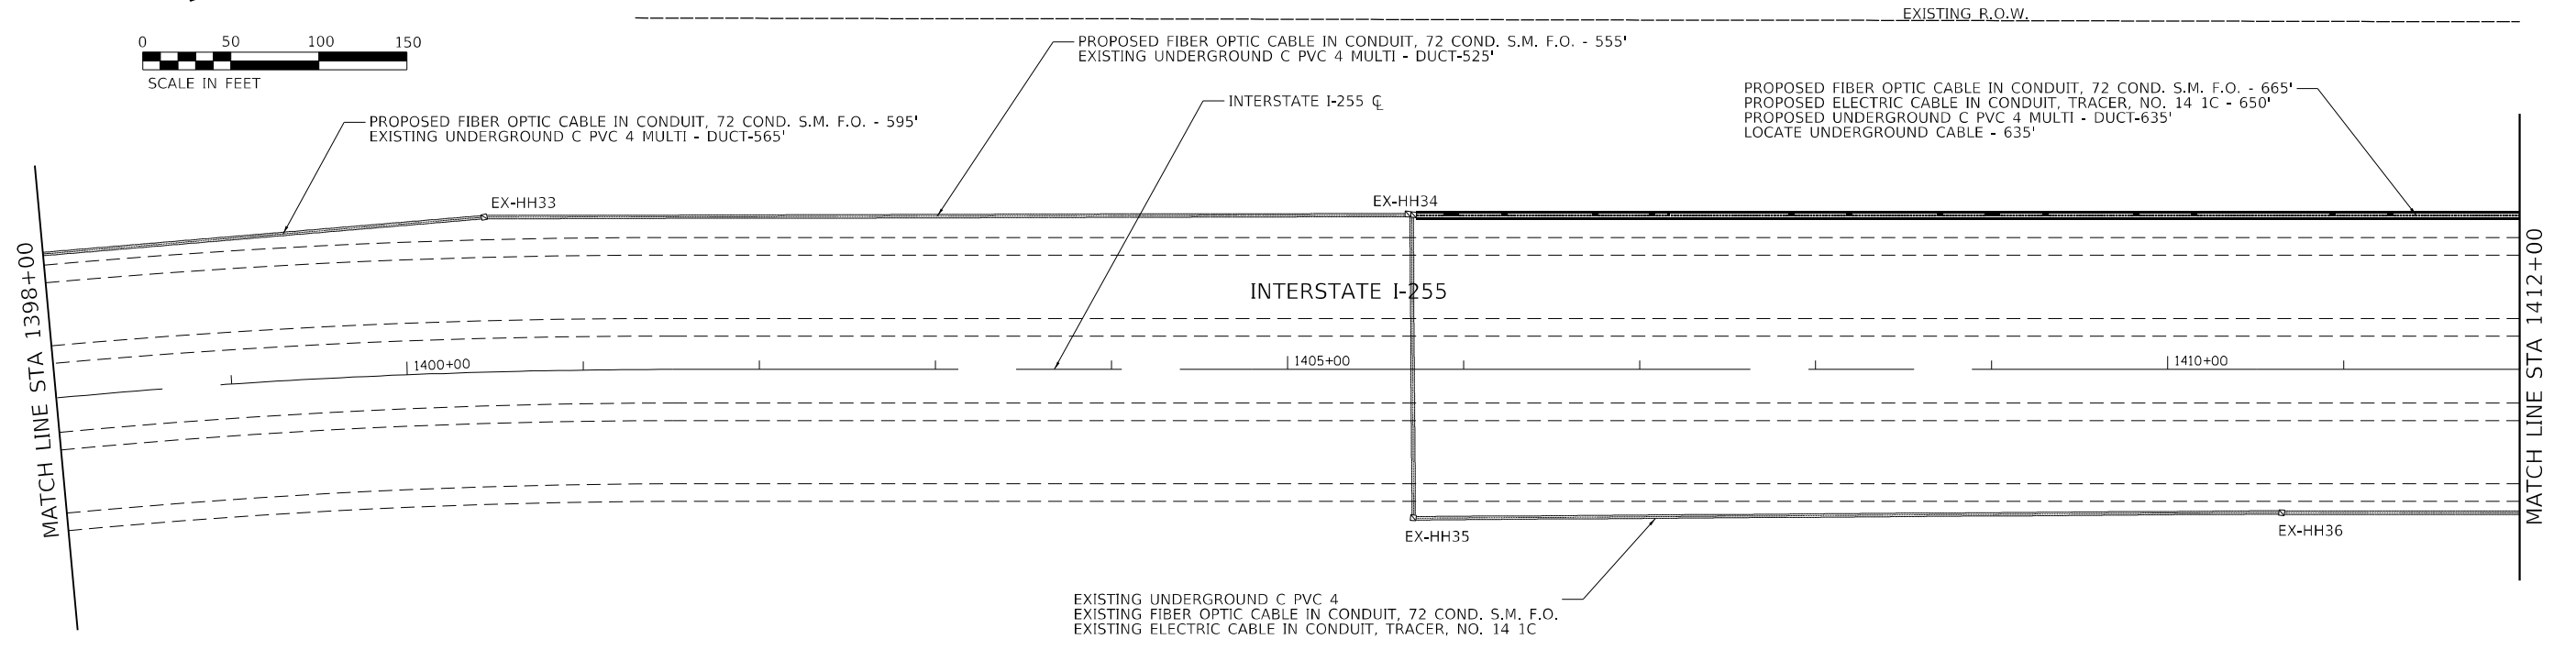 EXISTING R.O.W.
0 50 100 150
SCALE IN FEET
PROPOSED FIBER OPTIC CABLE IN CONDUIT, 72 COND. S.M. F.O. - 555'
EXISTING UNDERGROUND C PVC 4 MULTI - DUCT-525'
PROPOSED FIBER OPTIC CABLE IN CONDUIT, 72 COND. S.M. F.O. - 665'
PROPOSED ELECTRIC CABLE IN CONDUIT, TRACER, NO. 14 1C - 650'
PROPOSED UNDERGROUND C PVC 4 MULTI - DUCT-635'
LOCATE UNDERGROUND CABLE - 635'
INTERSTATE I-255 ℄
PROPOSED FIBER OPTIC CABLE IN CONDUIT, 72 COND. S.M. F.O. - 595'
EXISTING UNDERGROUND C PVC 4 MULTI - DUCT-565'
EX-HH33
EX-HH34
MATCH LINE STA 1398+00
INTERSTATE I-255
MATCH LINE STA 1412+00
1400+00
1405+00
1410+00
EX-HH35
EX-HH36
EXISTING UNDERGROUND C PVC 4
EXISTING FIBER OPTIC CABLE IN CONDUIT, 72 COND. S.M. F.O.
EXISTING ELECTRIC CABLE IN CONDUIT, TRACER, NO. 14 1C